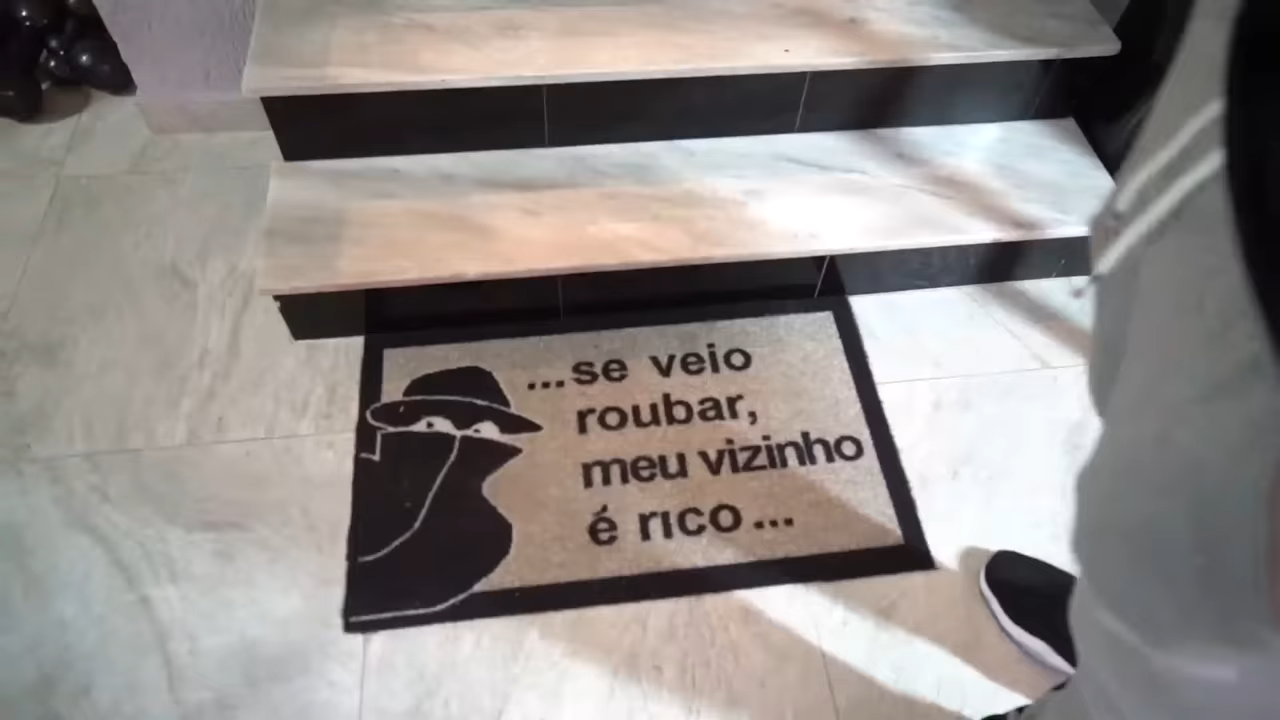 ...se veio
roubar,
meu vizinho
é rico...